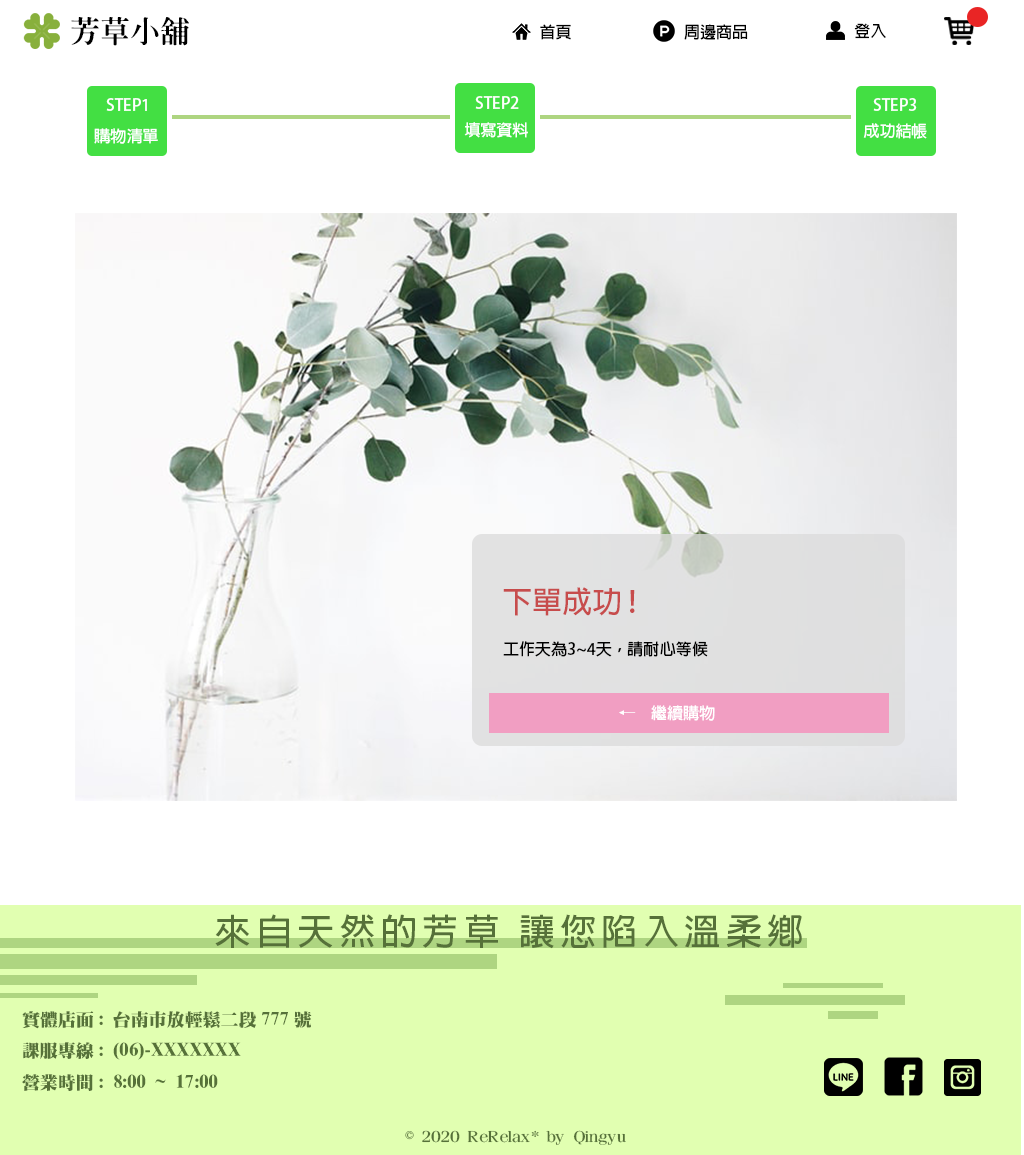 芳草小舖
首頁
周邊商品
登入
STEP1
購物清單
STEP2
填寫資料
STEP3
成功結帳
下單成功！
工作天為3~4天，請耐心等候
← 繼續購物
來自天然的芳草 讓您陷入溫柔鄉
實體店面： 台南市放輕鬆二段 777 號
課服專線： (06)-XXXXXXX
營業時間： 8:00 ~ 17:00
LINE
© 2020 ReRelax* by Qingyu